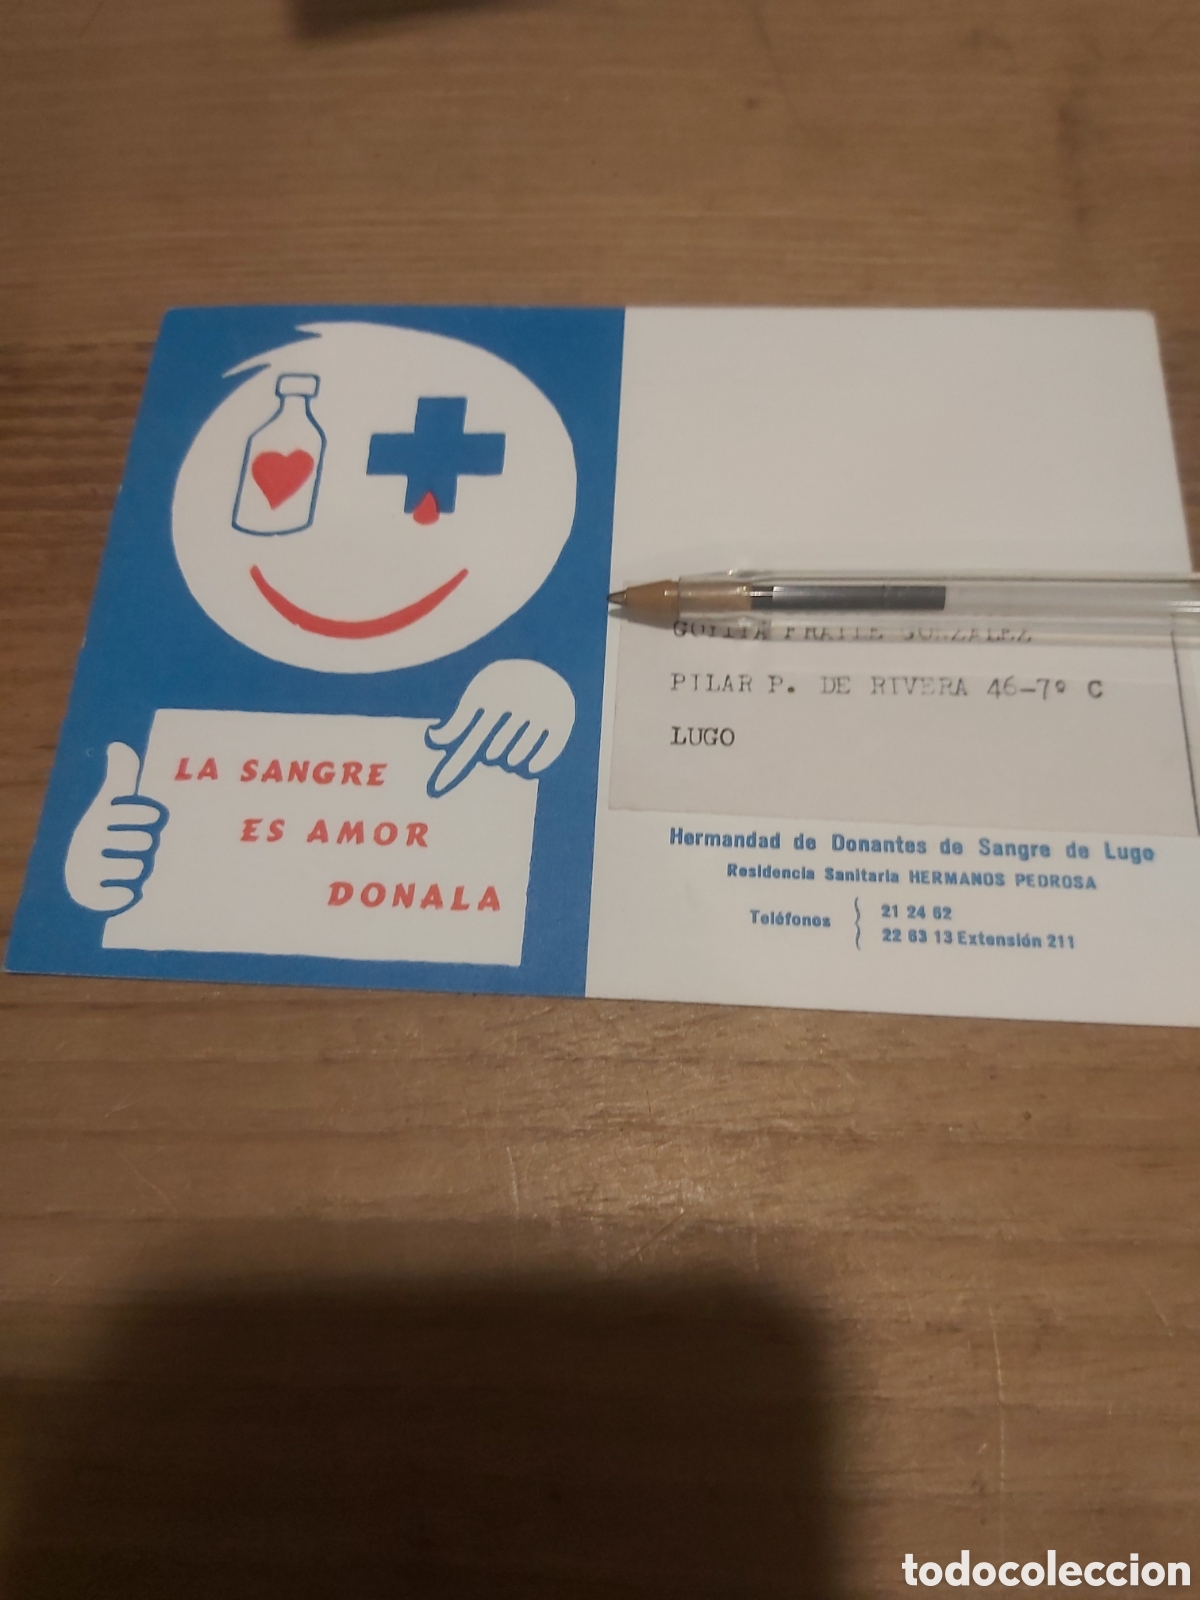 LA SANGRE
ES AMOR
DONALA
GONZALEZ
PILAR P. DE RIVERA 46-7º C
LUGO
Hermandad de Donantes de Sangre de Lugo
Residencia Sanitaria HERMANOS PEDROSA
Teléfonos
21 24 62
22 63 13 Extensión 211
todocoleccion